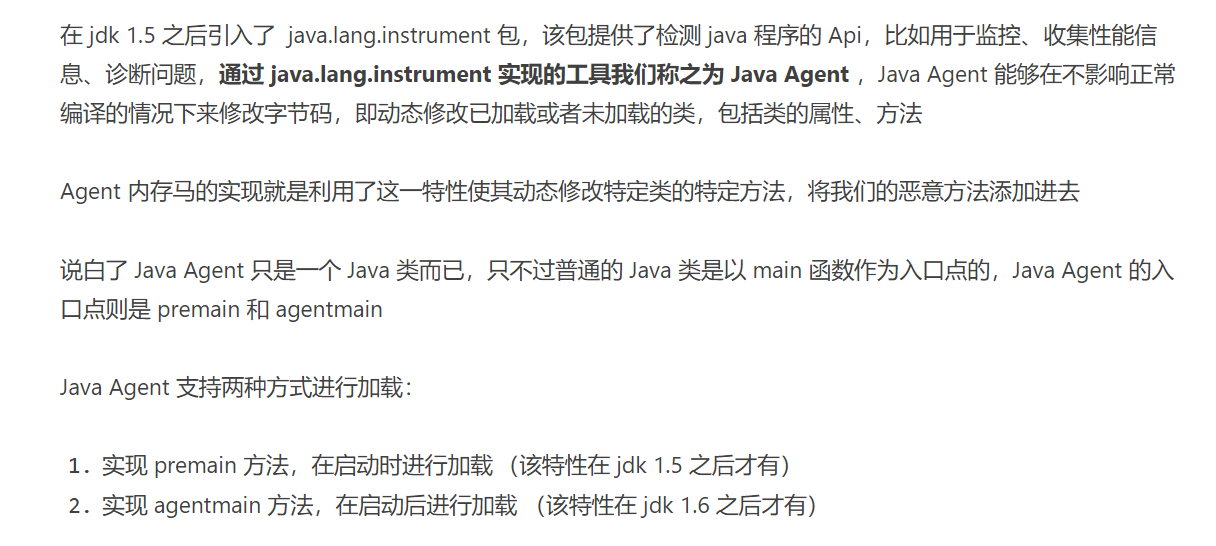 在 jdk 1.5 之后引入了 java.lang.instrument 包，该包提供了检测 java 程序的 Api，比如用于监控、收集性能信
息、诊断问题，通过 java.lang.instrument 实现的工具我们称之为 Java Agent ，Java Agent 能够在不影响正常
编译的情况下来修改字节码，即动态修改已加载或者未加载的类，包括类的属性、方法
Agent 内存马的实现就是利用了这一特性使其动态修改特定类的特定方法，将我们的恶意方法添加进去
说白了 Java Agent 只是一个 Java 类而已，只不过普通的 Java 类是以 main 函数作为入口点的，Java Agent 的入
口点则是 premain 和 agentmain
Java Agent 支持两种方式进行加载：
1. 实现 premain 方法，在启动时进行加载 （该特性在 jdk 1.5 之后才有）
2. 实现 agentmain 方法，在启动后进行加载 （该特性在 jdk 1.6 之后才有）